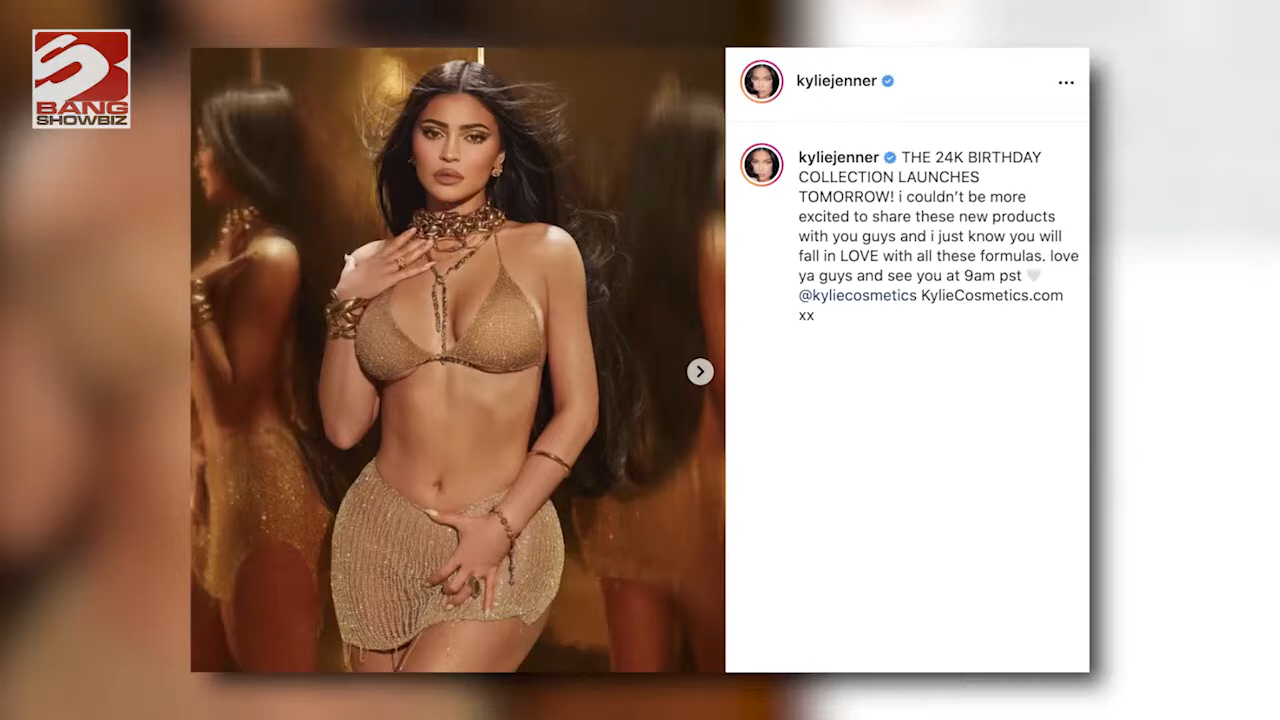 BANG
SHOWBIZ
kyliejenner
kyliejenner THE 24K BIRTHDAY
COLLECTION LAUNCHES
TOMORROW! i couldn’t be more
excited to share these new products
with you guys and i just know you will
fall in LOVE with all these formulas. love
ya guys and see you at 9am pst 🤍
@kyliecosmetics KylieCosmetics.com
xx